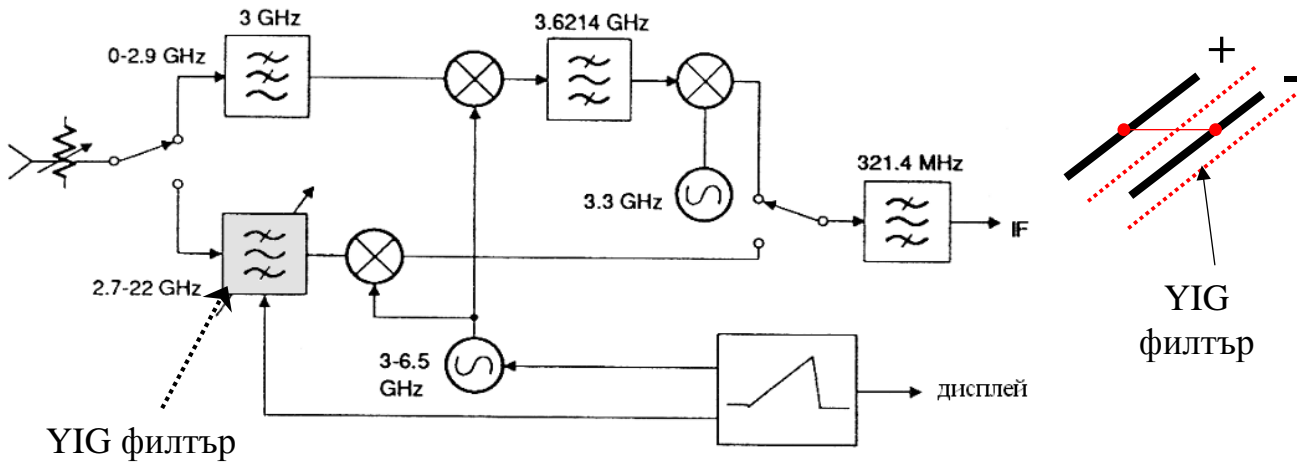 3 GHz
3.6214 GHz
0-2.9 GHz
+
-
321.4 MHz
3.3 GHz
IF
2.7-22 GHz
YIG
филтър
3-6.5
GHz
дисплей
YIG филтър